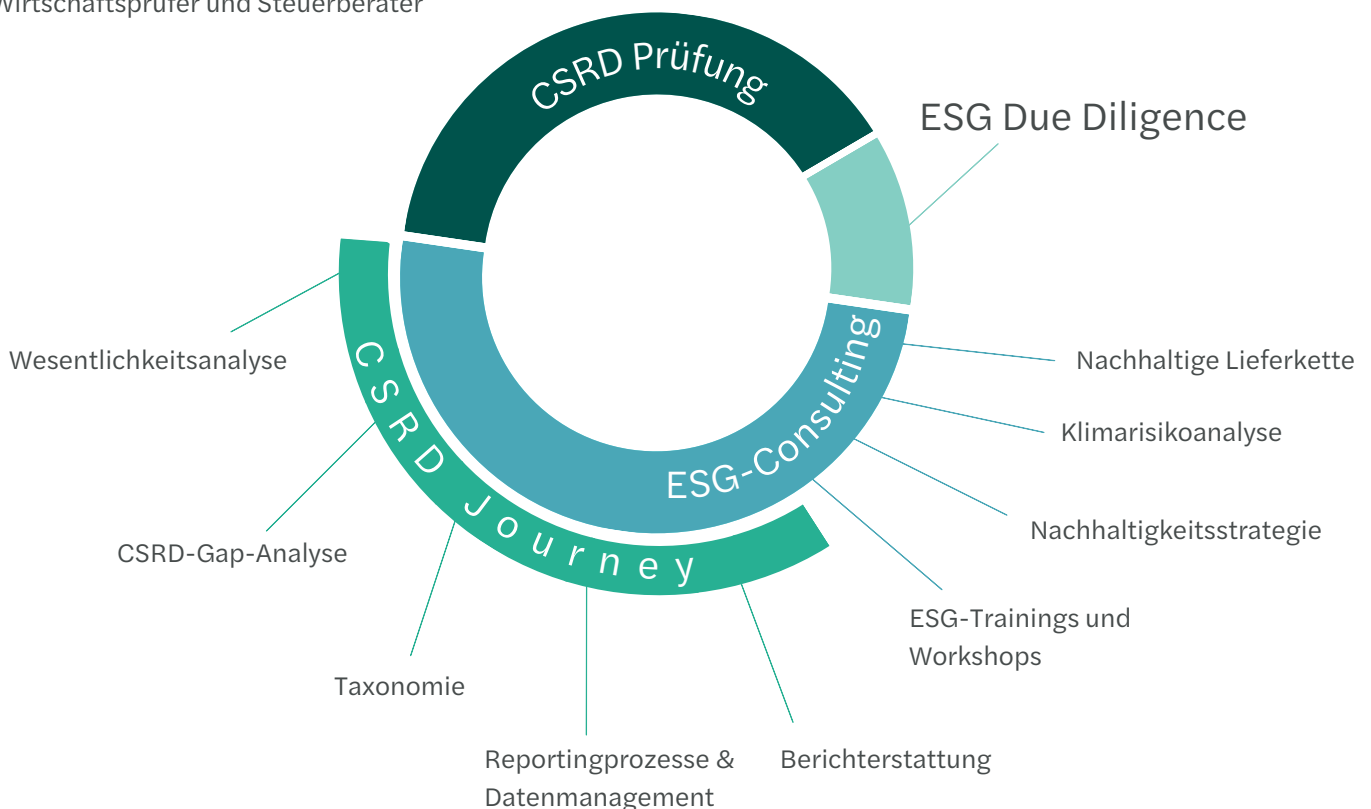 Wirtschaftsprüfer und Steuerberater
CSRD Prüfung
ESG Due Diligence
Wesentlichkeitsanalyse
CSRD Journey
ESG-Consulting
Nachhaltige Lieferkette
Klimarisikoanalyse
Nachhaltigkeitsstrategie
CSRD-Gap-Analyse
ESG-Trainings und
Workshops
Taxonomie
Reportingprozesse &
Datenmanagement
Berichterstattung